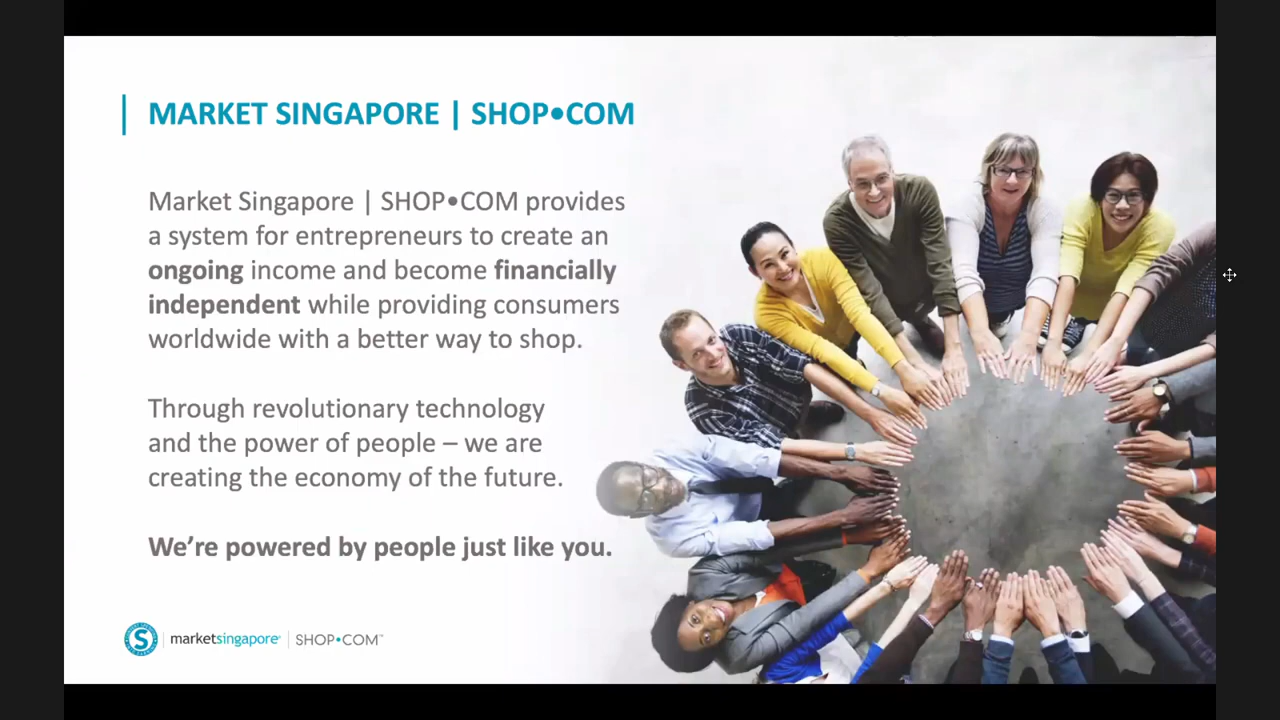 MARKET SINGAPORE | SHOP•COM
Market Singapore | SHOP•COM provides
a system for entrepreneurs to create an
ongoing income and become financially
independent while providing consumers
worldwide with a better way to shop.
Through revolutionary technology
and the power of people – we are
creating the economy of the future.
We’re powered by people just like you.
S marketsingapore® SHOP•COM™